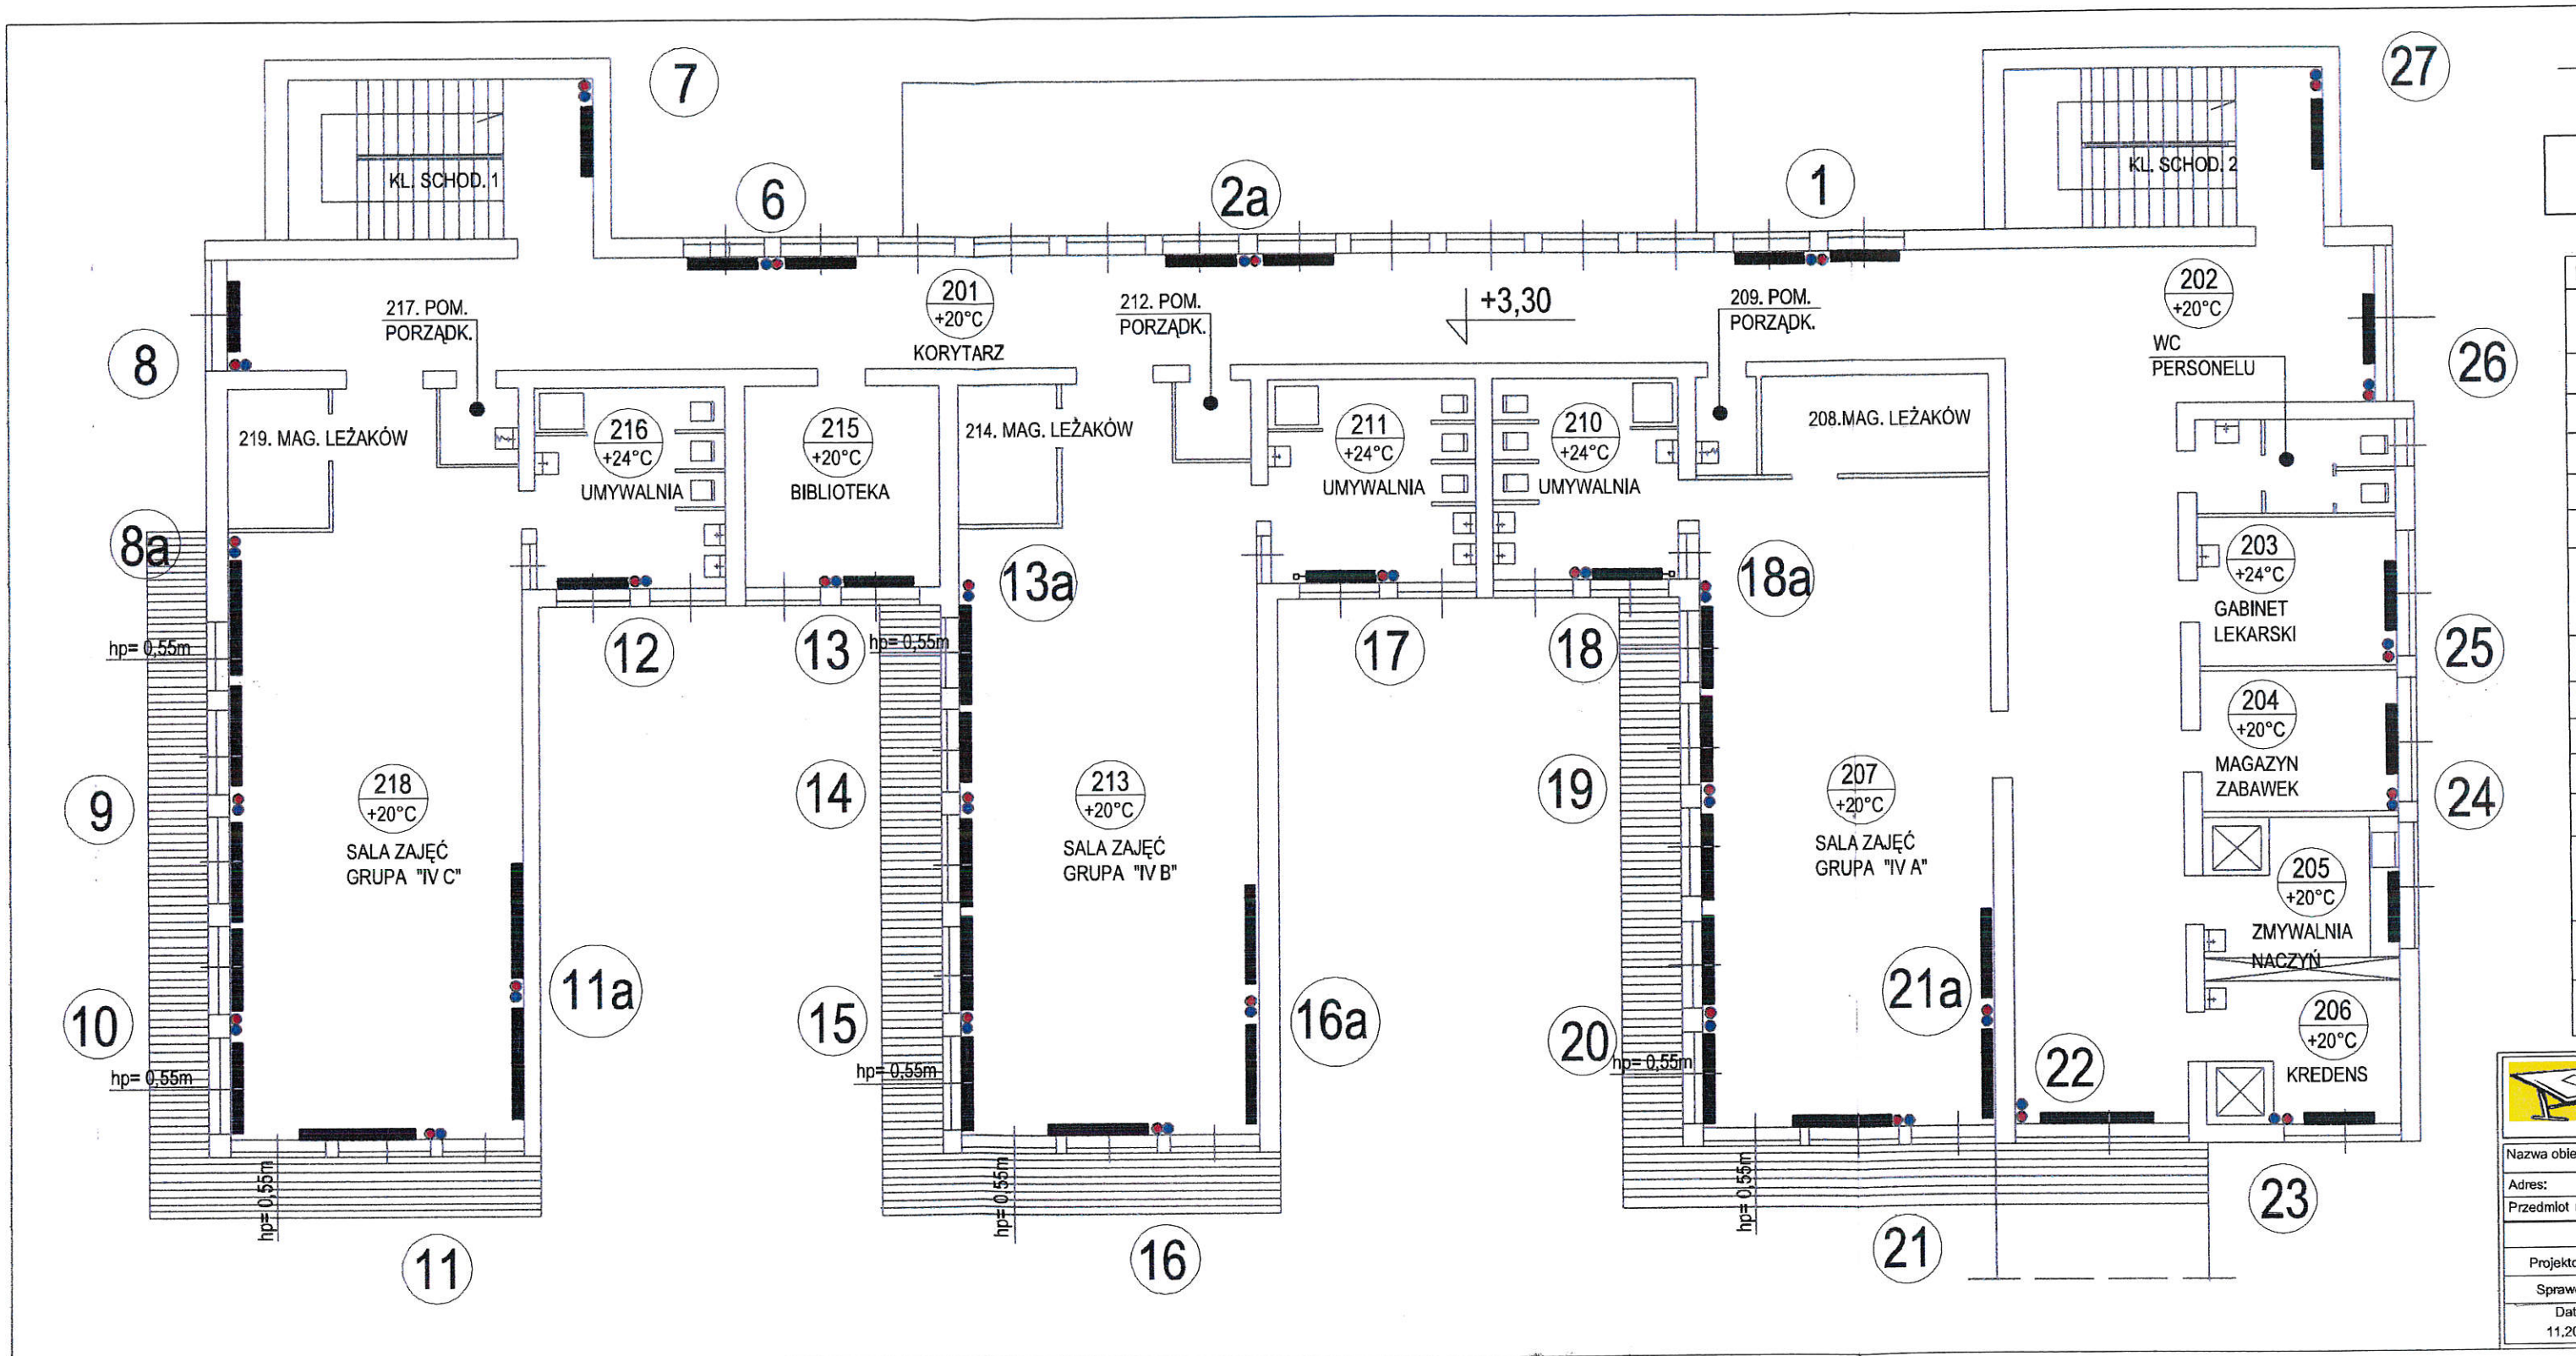 7
27
KL. SCHOD. 1
KL. SCHOD. 2
6
2a
1
201
+20°C
KORYTARZ
217. POM.
PORZĄDK.
212. POM.
PORZĄDK.
+3,30
209. POM.
PORZĄDK.
202
+20°C
WC
PERSONELU
8
26
219. MAG. LEŻAKÓW
216
+24°C
UMYWALNIA
215
+20°C
BIBLIOTEKA
214. MAG. LEŻAKÓW
211
+24°C
UMYWALNIA
210
+24°C
UMYWALNIA
208.MAG. LEŻAKÓW
8a
13a
18a
203
+24°C
GABINET
LEKARSKI
hp= 0,55m
12
13
hp= 0,55m
17
18
25
204
+20°C
MAGAZYN
ZABAWEK
9
218
+20°C
SALA ZAJĘĆ
GRUPA "IV C"
14
213
+20°C
SALA ZAJĘĆ
GRUPA "IV B"
19
207
+20°C
SALA ZAJĘĆ
GRUPA "IV A"
24
205
+20°C
ZMYWALNIA
NACZYŃ
10
11a
15
16a
20
21a
22
206
+20°C
KREDENS
hp= 0,55m
hp= 0,55m
hp= 0,55m
hp= 0,55m
hp= 0,55m
hp= 0,55m
11
16
21
23
Nazwa obie
Adres:
Przedmiot
Projekto
Spraw
Dat
11,20